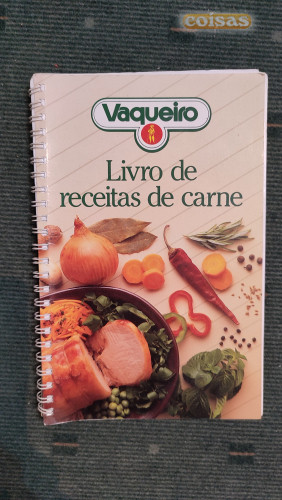 coisas
Vaqueiro
Livro de
receitas de carne